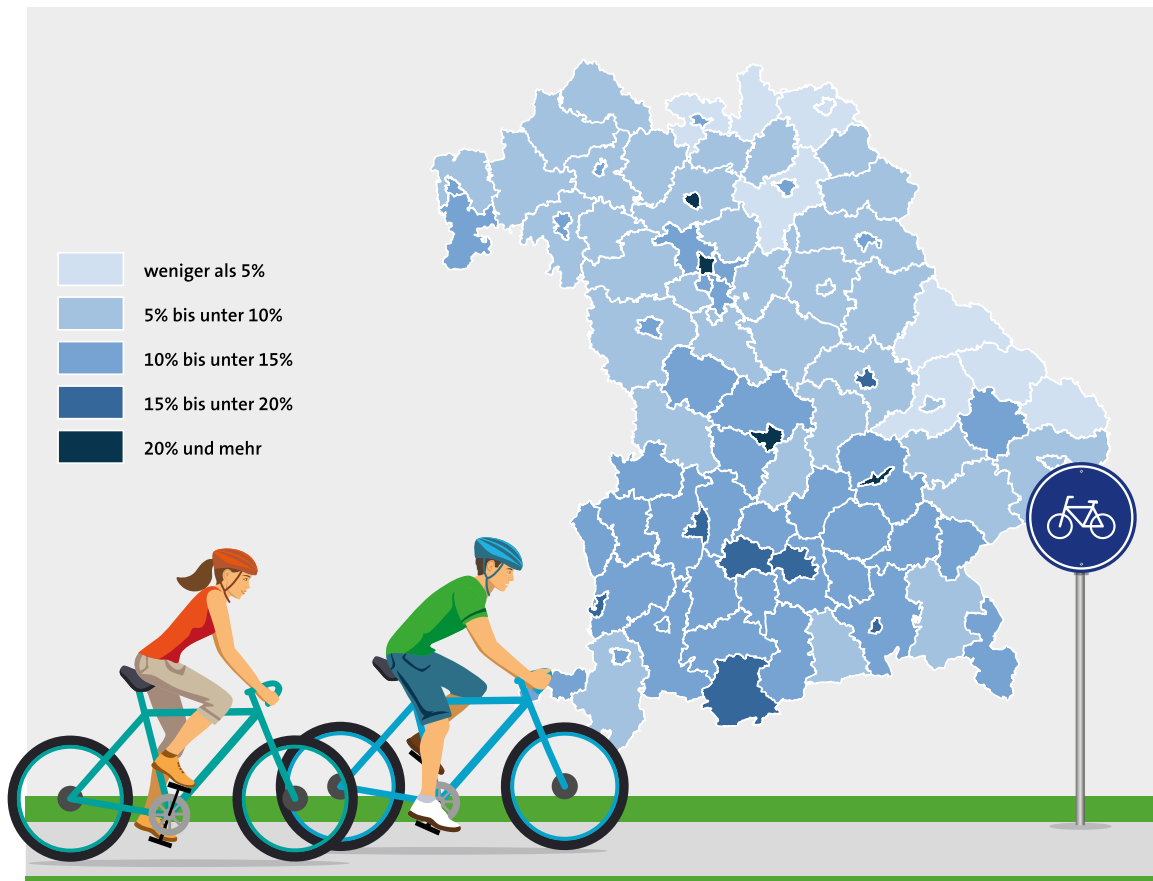 weniger als 5%
5% bis unter 10%
10% bis unter 15%
15% bis unter 20%
20% und mehr